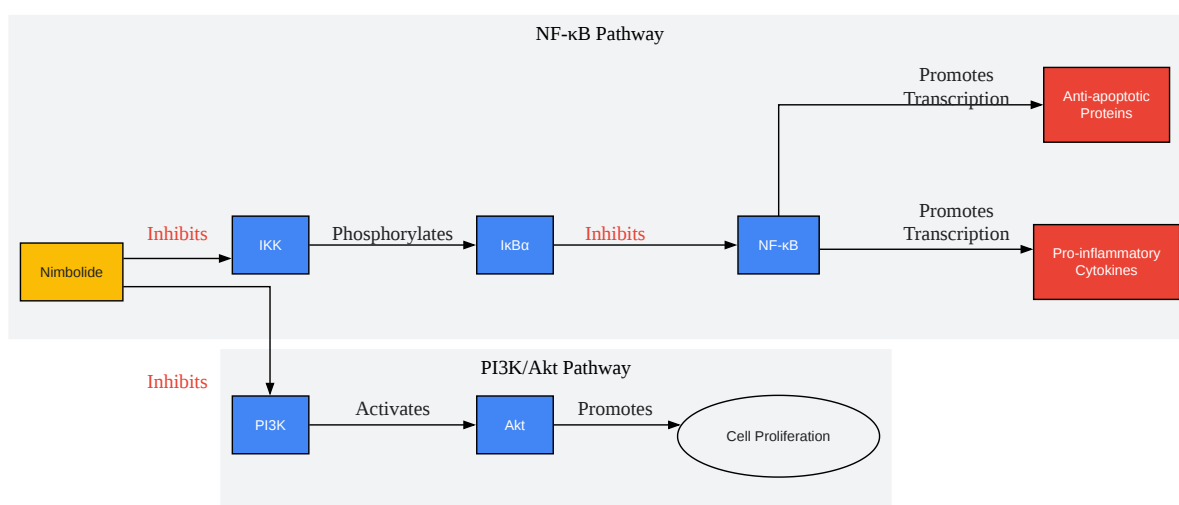 NF-κB Pathway
Promotes
Transcription
Anti-apoptotic
Proteins
Inhibits
IKK
Phosphorylates
IκBα
Inhibits
NF-κB
Promotes
Transcription
Pro-inflammatory
Cytokines
Nimbolide
PI3K/Akt Pathway
Inhibits
PI3K
Activates
Akt
Promotes
Cell Proliferation